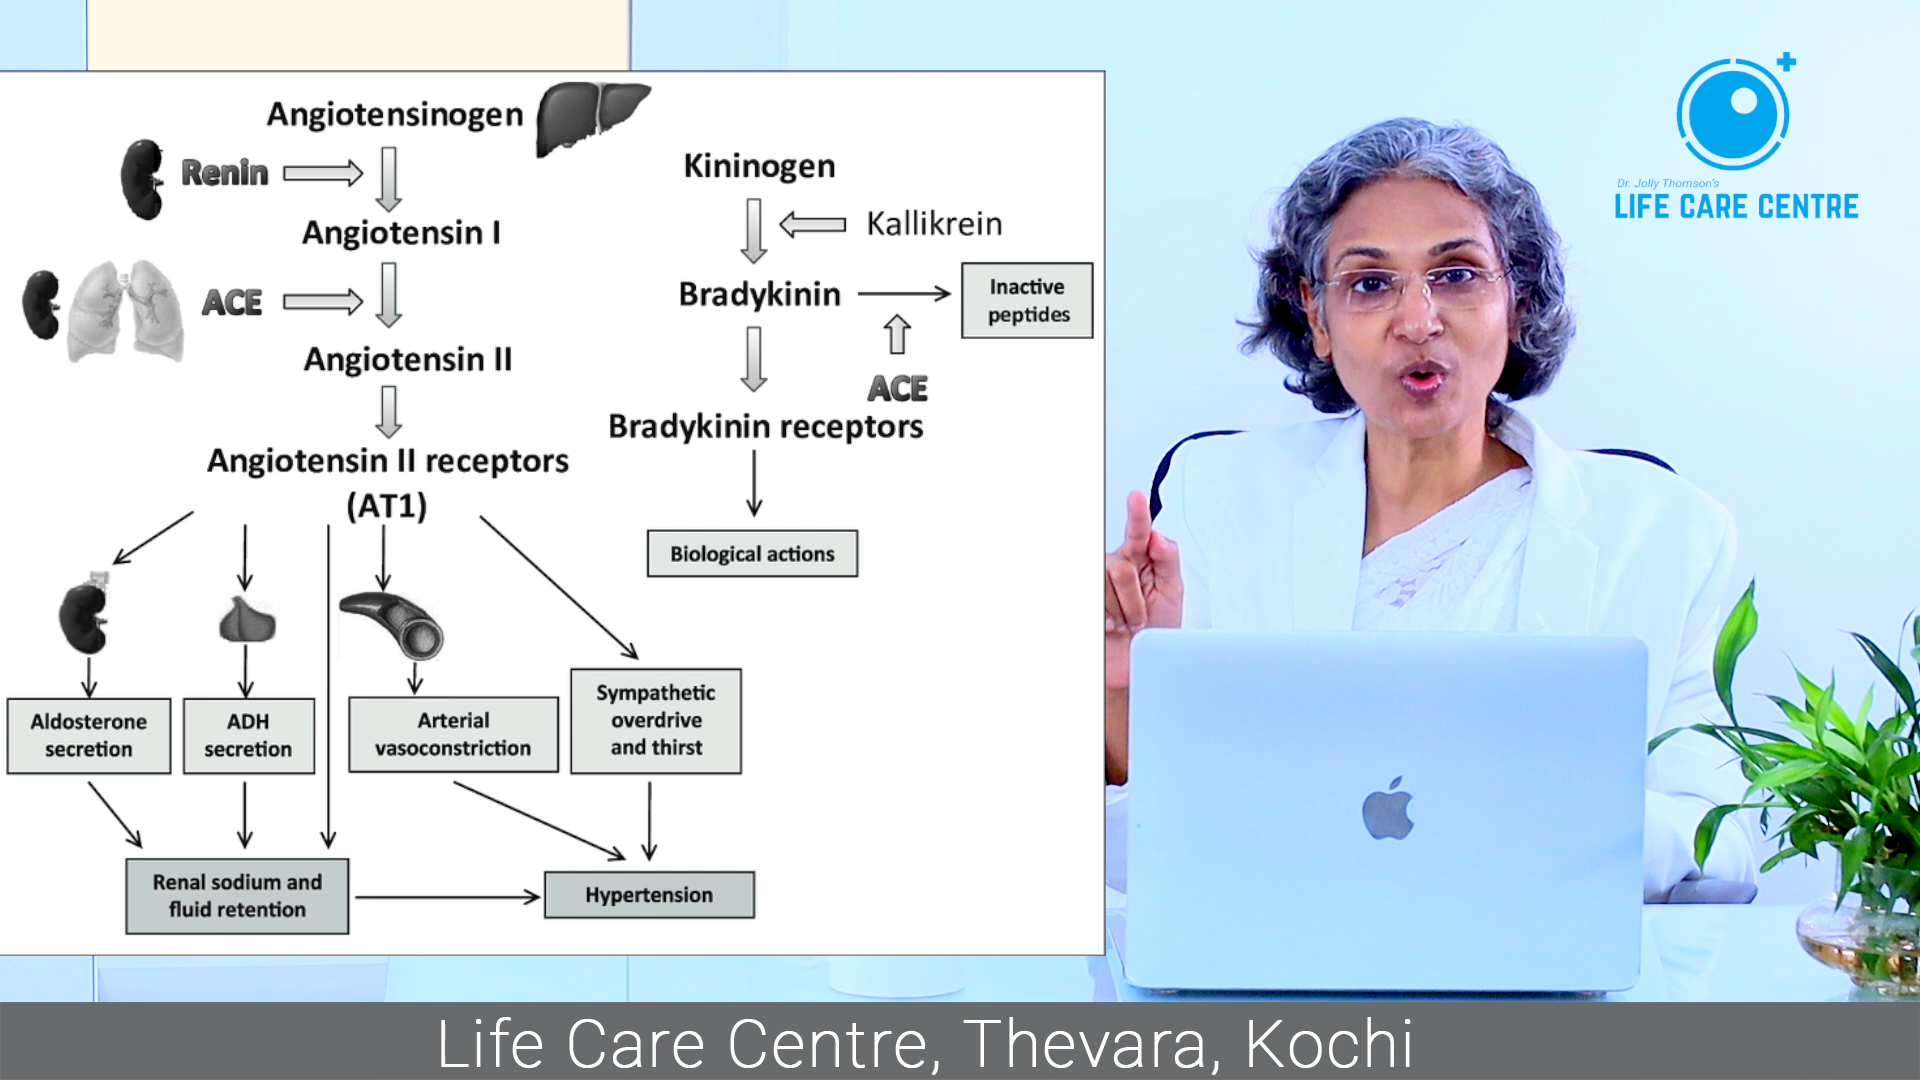 Angiotensinogen
Renin
Angiotensin I
ACE
Angiotensin II
Angiotensin II receptors
(AT1)
Kininogen
Kallikrein
Bradykinin
Inactive
peptides
ACE
Bradykinin receptors
Biological actions
Aldosterone
secretion
ADH
secretion
Arterial
vasoconstriction
Sympathetic
overdrive
and thirst
Renal sodium and
fluid retention
Hypertension
Dr. Jolly Thomson's
LIFE CARE CENTRE
Life Care Centre, Thevara, Kochi